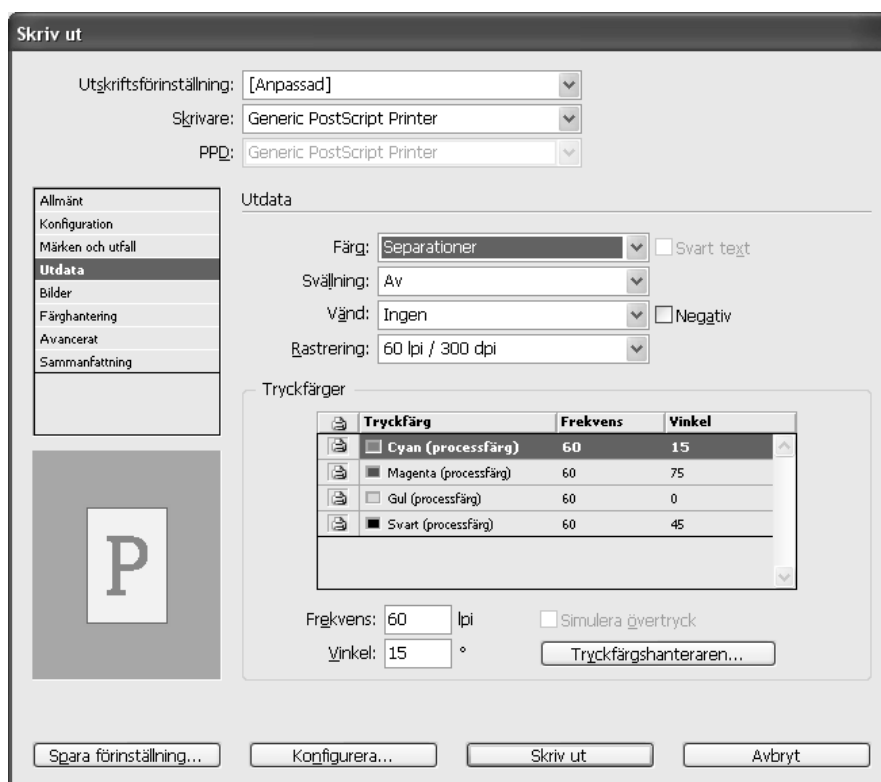 Skriv ut
Utskriftsförinställning: [Anpassad]
Skrivare: Generic PostScript Printer
PPD: Generic PostScript Printer
Allmänt
Konfiguration
Märken och utfall
Utdata
Bilder
Färghantering
Avancerat
Sammanfattning
Utdata
Färg: Separationer Svart text
Svällning: Av
Vänd: Ingen Negativ
Rastrering: 60 lpi / 300 dpi
Tryckfärger
Tryckfärg Frekvens Vinkel
Cyan (processfärg) 60 15
Magenta (processfärg) 60 75
Gul (processfärg) 60 0
Svart (processfärg) 60 45
Frekvens: 60 lpi Simulera övertryck
Vinkel: 15 ° Tryckfärgshanteraren...
P
Spara förinställning... Konfigurera... Skriv ut Avbryt